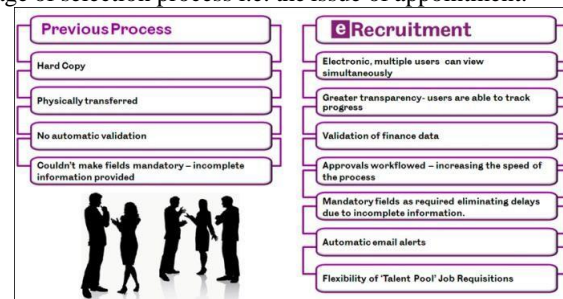 age of selection process i.e. the issue of appointment.
Previous Process
Hard Copy
Physically transferred
No automatic validation
Couldn't make fields mandatory – incomplete
information provided
eRecruitment
Electronic, multiple users can view
simultaneously
Greater transparency- users are able to track
progress
Validation of finance data
Approvals workflowed – increasing the speed of
the process
Mandatory fields as required eliminating delays
due to incomplete information.
Automatic email alerts
Flexibility of 'Talent Pool' Job Requisitions